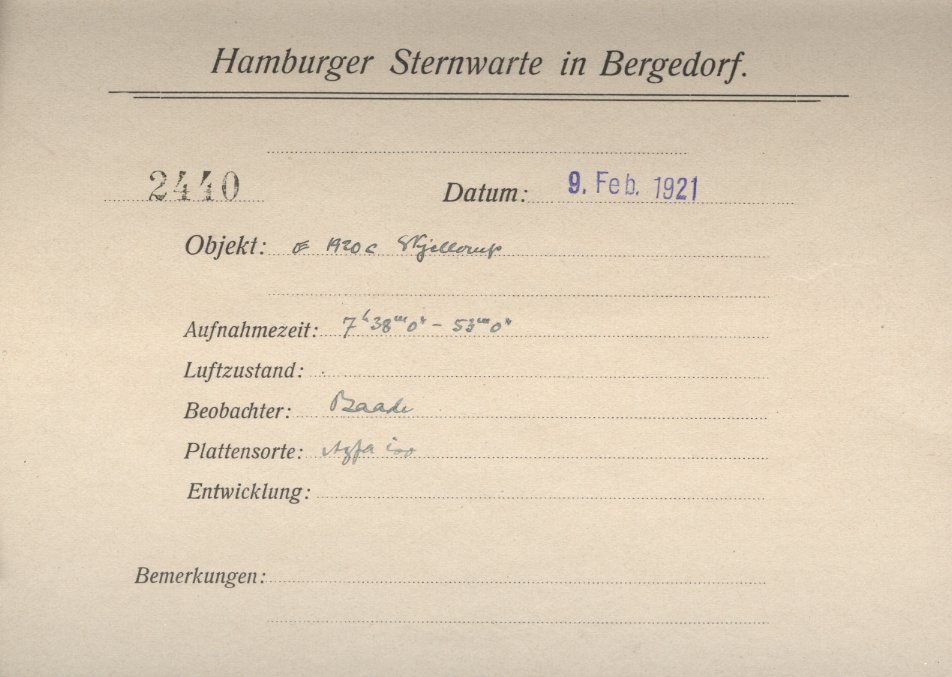 Hamburger Sternwarte in Bergedorf.
2440 Datum: 9. Feb. 1921
Objekt: ☄ 1920 c Skjellerup
Aufnahmezeit: 7ʰ38ᵐ0ˢ – 53ᵐ0ˢ
Luftzustand:
Beobachter: Baade
Plattensorte: Agfa
Entwicklung:
Bemerkungen: